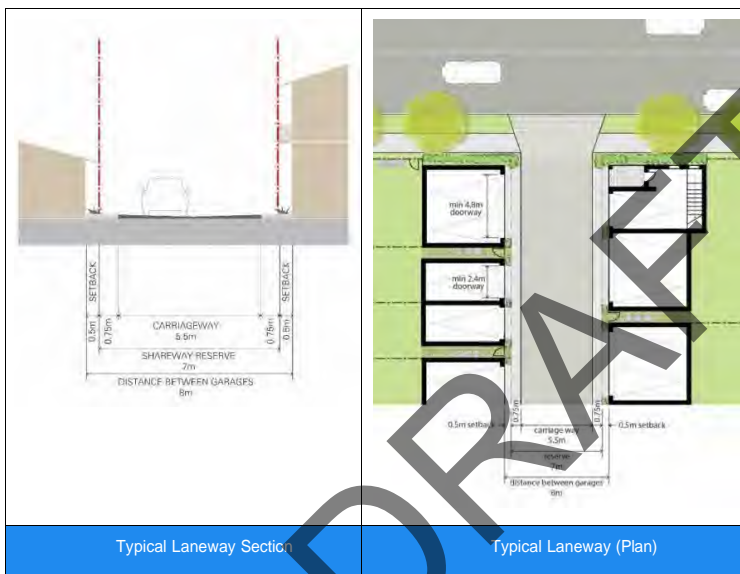 SETBACK
0.5m
0.75m
CARRIAGEWAY
5.5m
0.75m
SETBACK
0.5m
SHAREWAY RESERVE
7m
DISTANCE BETWEEN GARAGES
8m
Typical Laneway Section
min 4.8m
doorway
min 2.4m
doorway
0.75m
0.75m
0.5m setback
carriage way
5.5m
0.5m setback
reserve
7m
distance between garages
8m
Typical Laneway (Plan)
DRAFT